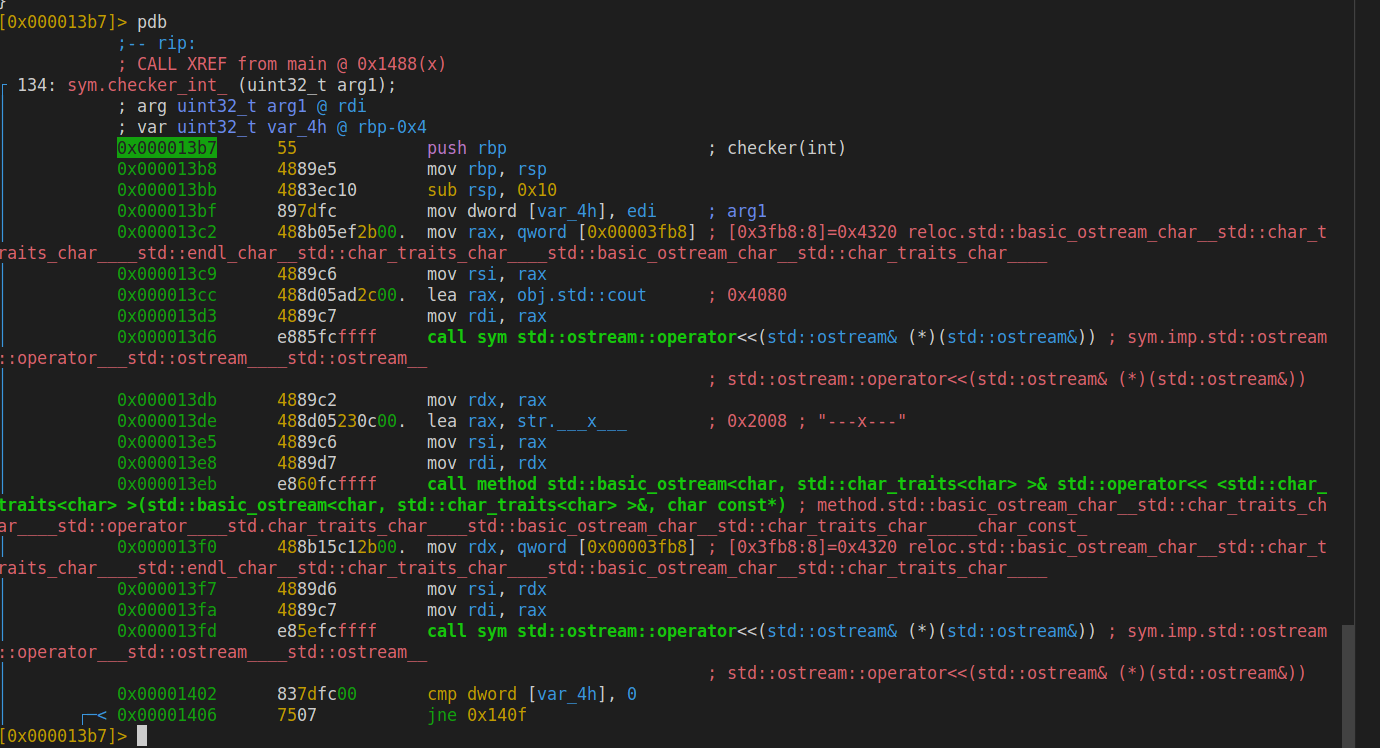 }
[0x000013b7]> pdb
;-- rip:
; CALL XREF from main @ 0x1488(x)
134: sym.checker_int_ (uint32_t arg1);
; arg uint32_t arg1 @ rdi
; var uint32_t var_4h @ rbp-0x4
0x000013b7      55             push rbp                    ; checker(int)
0x000013b8      4889e5         mov rbp, rsp
0x000013bb      4883ec10       sub rsp, 0x10
0x000013bf      897dfc         mov dword [var_4h], edi     ; arg1
0x000013c2      488b05ef2b00.  mov rax, qword [0x00003fb8] ; [0x3fb8:8]=0x4320 reloc.std::basic_ostream_char__std::char_t
raits_char____std::endl_char__std::char_traits_char____std::basic_ostream_char__std::char_traits_char____
0x000013c9      4889c6         mov rsi, rax
0x000013cc      488d05ad2c00.  lea rax, obj.std::cout      ; 0x4080
0x000013d3      4889c7         mov rdi, rax
0x000013d6      e885fcffff     call sym std::ostream::operator<<(std::ostream& (*)(std::ostream&)) ; sym.imp.std::ostream
::operator___std::ostream____std::ostream__
; std::ostream::operator<<(std::ostream& (*)(std::ostream&))
0x000013db      4889c2         mov rdx, rax
0x000013de      488d05230c00.  lea rax, str.___x___        ; 0x2008 ; "---x---"
0x000013e5      4889c6         mov rsi, rax
0x000013e8      4889d7         mov rdi, rdx
0x000013eb      e860fcffff     call method std::basic_ostream<char, std::char_traits<char> >& std::operator<< <std::char_
traits<char> >(std::basic_ostream<char, std::char_traits<char> >&, char const*) ; method.std::basic_ostream_char__std::char_traits_ch
ar____std::operator____std.char_traits_char____std::basic_ostream_char__std::char_traits_char_____char_const_
0x000013f0      488b15c12b00.  mov rdx, qword [0x00003fb8] ; [0x3fb8:8]=0x4320 reloc.std::basic_ostream_char__std::char_t
raits_char____std::endl_char__std::char_traits_char____std::basic_ostream_char__std::char_traits_char____
0x000013f7      4889d6         mov rsi, rdx
0x000013fa      4889c7         mov rdi, rax
0x000013fd      e85efcffff     call sym std::ostream::operator<<(std::ostream& (*)(std::ostream&)) ; sym.imp.std::ostream
::operator___std::ostream____std::ostream__
; std::ostream::operator<<(std::ostream& (*)(std::ostream&))
0x00001402      837dfc00       cmp dword [var_4h], 0
< 0x00001406      7507           jne 0x140f
[0x000013b7]>